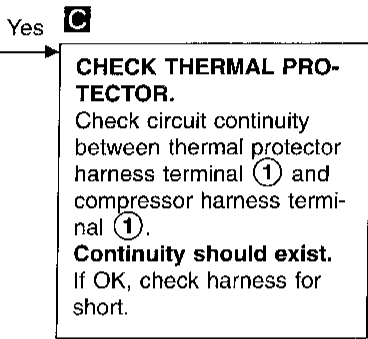 Yes C
CHECK THERMAL PRO-
TECTOR.
Check circuit continuity
between thermal protector
harness terminal ① and
compressor harness termi-
nal ①.
Continuity should exist.
If OK, check harness for
short.